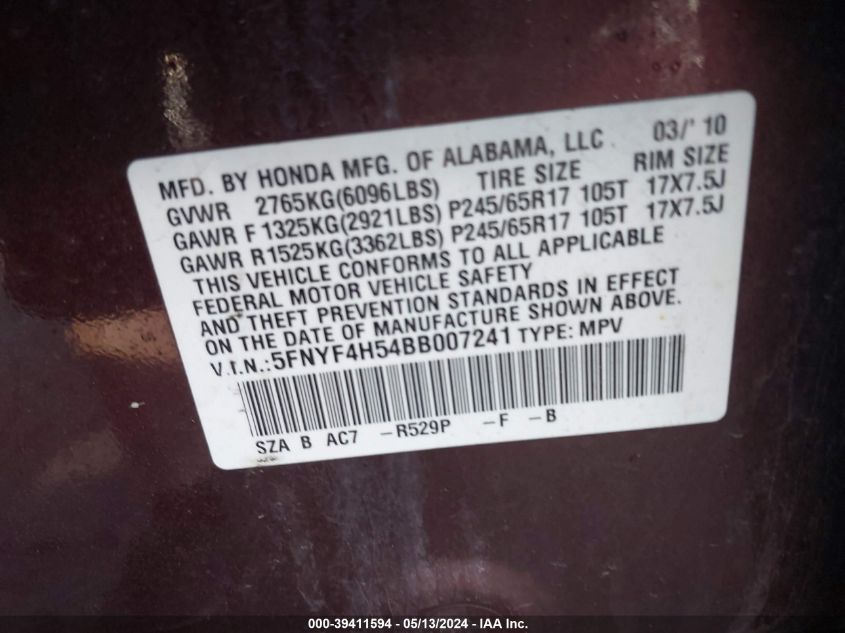 MFD. BY HONDA MFG. OF ALABAMA, LLC 03/' 10
GVWR 2765KG(6096LBS) TIRE SIZE RIM SIZE
GAWR F 1325KG(2921LBS) P245/65R17 105T 17X7.5J
GAWR R1525KG(3362LBS) P245/65R17 105T 17X7.5J
THIS VEHICLE CONFORMS TO ALL APPLICABLE
FEDERAL MOTOR VEHICLE SAFETY
AND THEFT PREVENTION STANDARDS IN EFFECT
ON THE DATE OF MANUFACTURE SHOWN ABOVE.
V.I.N.:5FNYF4H54BB007241 TYPE: MPV
SZA B AC7 -R529P -F -B
000-39411594 - 05/13/2024 - IAA Inc.